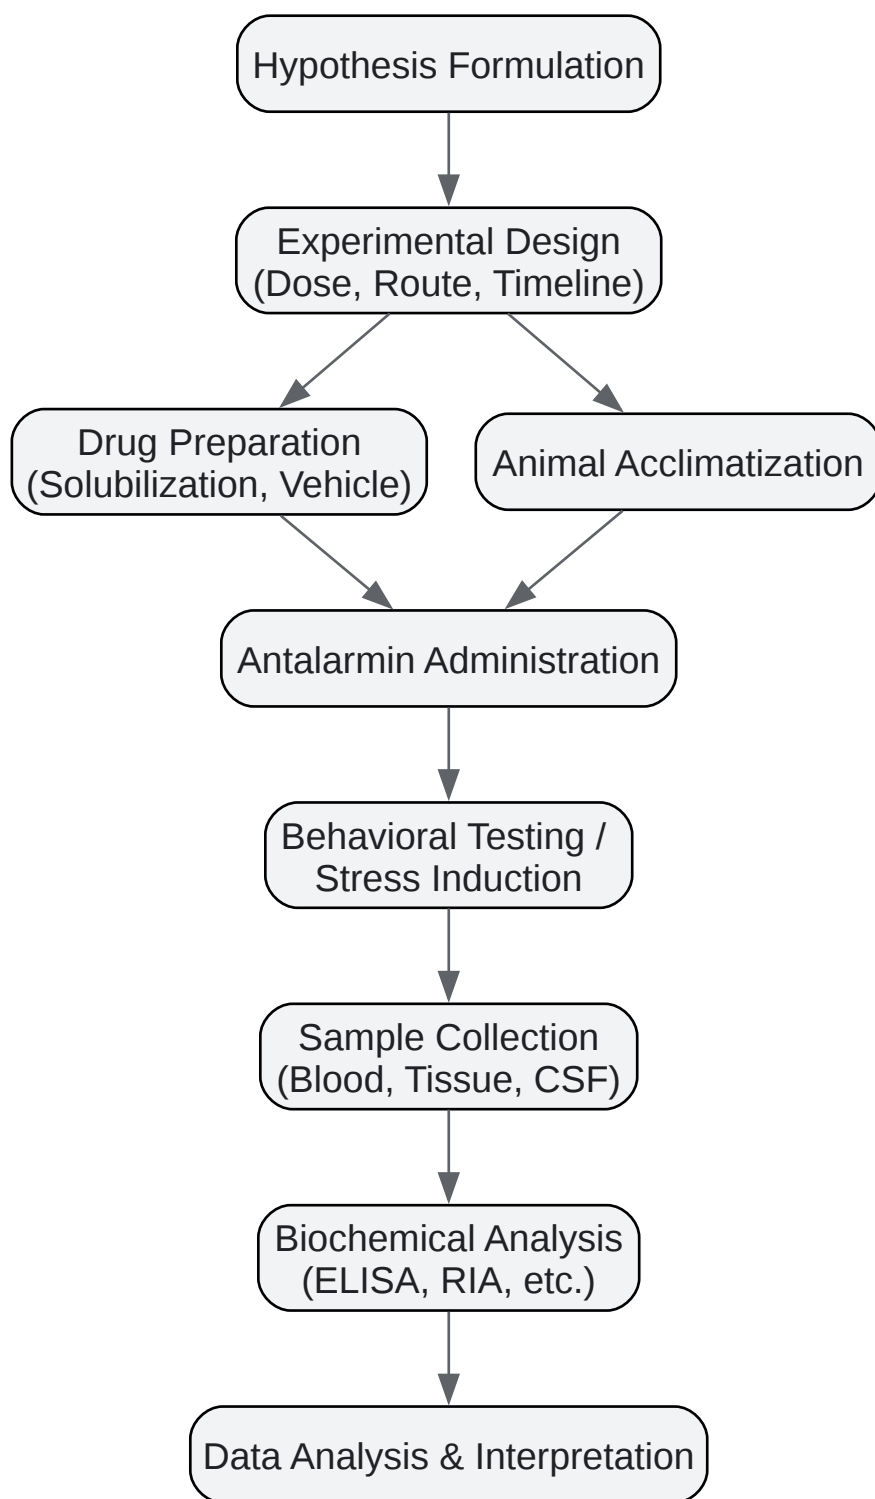 Hypothesis Formulation
Experimental Design
(Dose, Route, Timeline)
Drug Preparation
(Solubilization, Vehicle)
Animal Acclimatization
Antalarmin Administration
Behavioral Testing /
Stress Induction
Sample Collection
(Blood, Tissue, CSF)
Biochemical Analysis
(ELISA, RIA, etc.)
Data Analysis & Interpretation